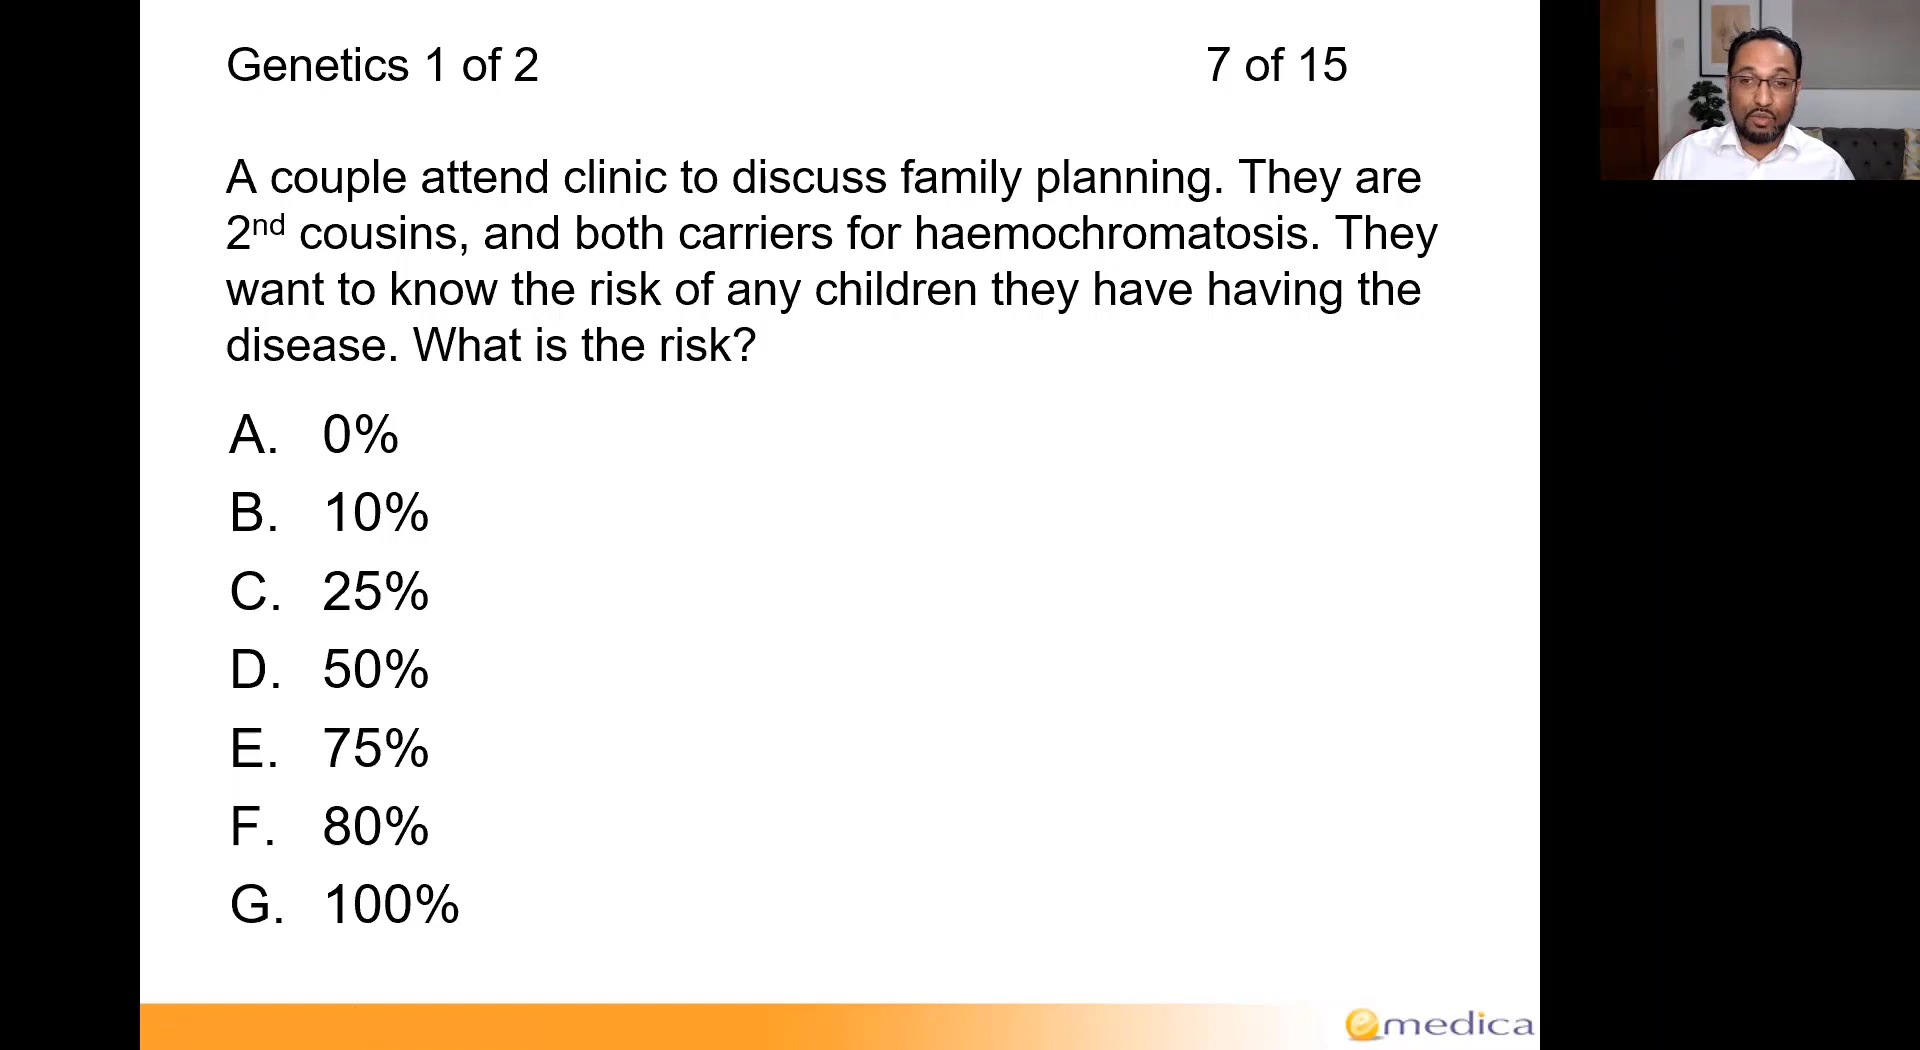 Genetics 1 of 2 7 of 15
A couple attend clinic to discuss family planning. They are
2nd cousins, and both carriers for haemochromatosis. They
want to know the risk of any children they have having the
disease. What is the risk?
A. 0%
B. 10%
C. 25%
D. 50%
E. 75%
F. 80%
G. 100%
emedica